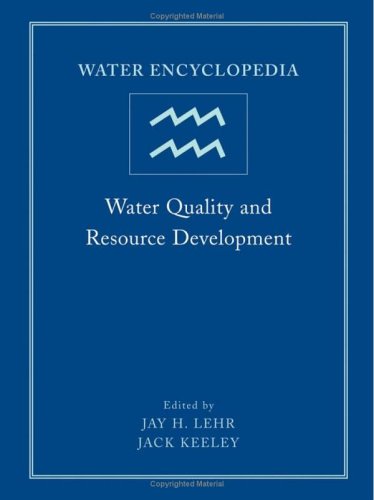 Copyrighted Material
WATER ENCYCLOPEDIA
Water Quality and
Resource Development
Edited by
JAY H. LEHR
JACK KEELEY
Copyrighted Material